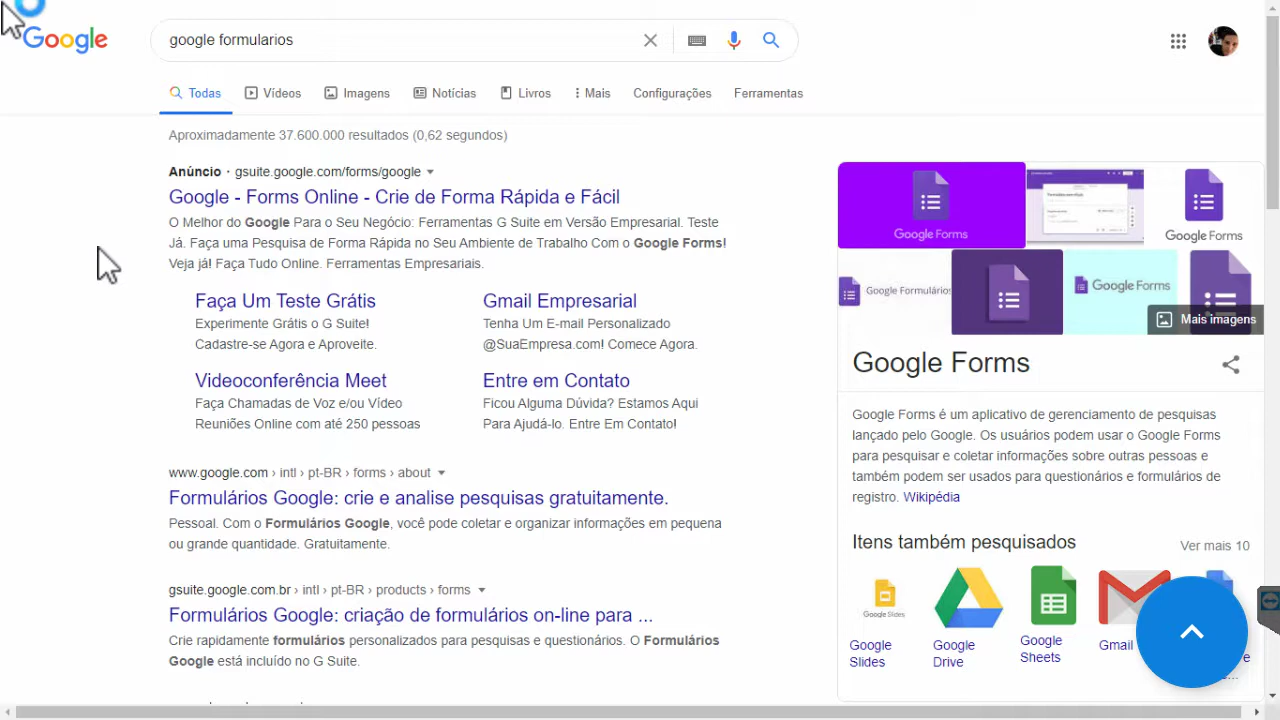 Google
google formularios
Todas
Vídeos
Imagens
Notícias
Livros
Mais
Configurações
Ferramentas
Aproximadamente 37.600.000 resultados (0,62 segundos)
Anúncio · gsuite.google.com/forms/google
Google - Forms Online - Crie de Forma Rápida e Fácil
O Melhor do Google Para o Seu Negócio: Ferramentas G Suite em Versão Empresarial. Teste
Já. Faça uma Pesquisa de Forma Rápida no Seu Ambiente de Trabalho Com o Google Forms!
Veja já! Faça Tudo Online. Ferramentas Empresariais.
Faça Um Teste Grátis
Experimente Grátis o G Suite!
Cadastre-se Agora e Aproveite.
Gmail Empresarial
Tenha Um E-mail Personalizado
@SuaEmpresa.com! Comece Agora.
Videoconferência Meet
Faça Chamadas de Voz e/ou Vídeo
Reuniões Online com até 250 pessoas
Entre em Contato
Ficou Alguma Dúvida? Estamos Aqui
Para Ajudá-lo. Entre Em Contato!
www.google.com › intl › pt-BR › forms › about
Formulários Google: crie e analise pesquisas gratuitamente.
Pessoal. Com o Formulários Google, você pode coletar e organizar informações em pequena
ou grande quantidade. Gratuitamente.
gsuite.google.com.br › intl › pt-BR › products › forms
Formulários Google: criação de formulários on-line para ...
Crie rapidamente formulários personalizados para pesquisas e questionários. O Formulários
Google está incluído no G Suite.
Google Forms
Google Forms
Google Formulários
Google Forms
Mais imagens
Google Forms
Google Forms é um aplicativo de gerenciamento de pesquisas
lançado pelo Google. Os usuários podem usar o Google Forms
para pesquisar e coletar informações sobre outras pessoas e
também podem ser usados para questionários e formulários de
registro. Wikipédia
Itens também pesquisados
Ver mais 10
Google Slides
Google
Slides
Google
Drive
Google
Sheets
Gmail